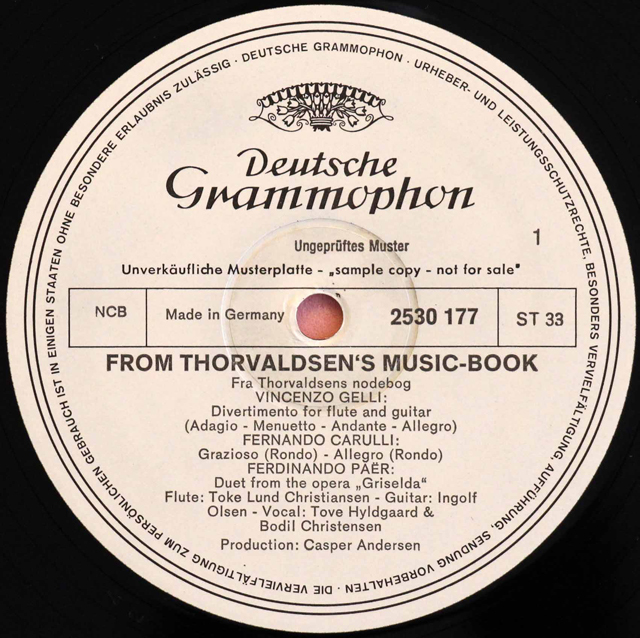 DEUTSCHE GRAMMOPHON · URHEBER- UND LEISTUNGSSCHUTZRECHTE, BESONDERS VERVIELFÄLTIGUNG, AUFFÜHRUNG, SENDUNG VORBEHALTEN · DIE VERVIELFÄLTIGUNG ZUM PERSÖNLICHEN GEBRAUCH IST IN EINIGEN STAATEN OHNE BESONDERE ERLAUBNIS ZULÄSSIG ·
Deutsche
Grammophon
Ungeprüftes Muster
1
Unverkäufliche Musterplatte - „sample copy - not for sale"
NCB
Made in Germany
2530 177
ST 33
FROM THORVALDSEN'S MUSIC-BOOK
Fra Thorvaldsens nodebog
VINCENZO GELLI:
Divertimento for flute and guitar
(Adagio - Menuetto - Andante - Allegro)
FERNANDO CARULLI:
Grazioso (Rondo) - Allegro (Rondo)
FERDINANDO PAËR:
Duet from the opera „Griselda"
Flute: Toke Lund Christiansen - Guitar: Ingolf
Olsen - Vocal: Tove Hyldgaard &
Bodil Christensen
Production: Casper Andersen